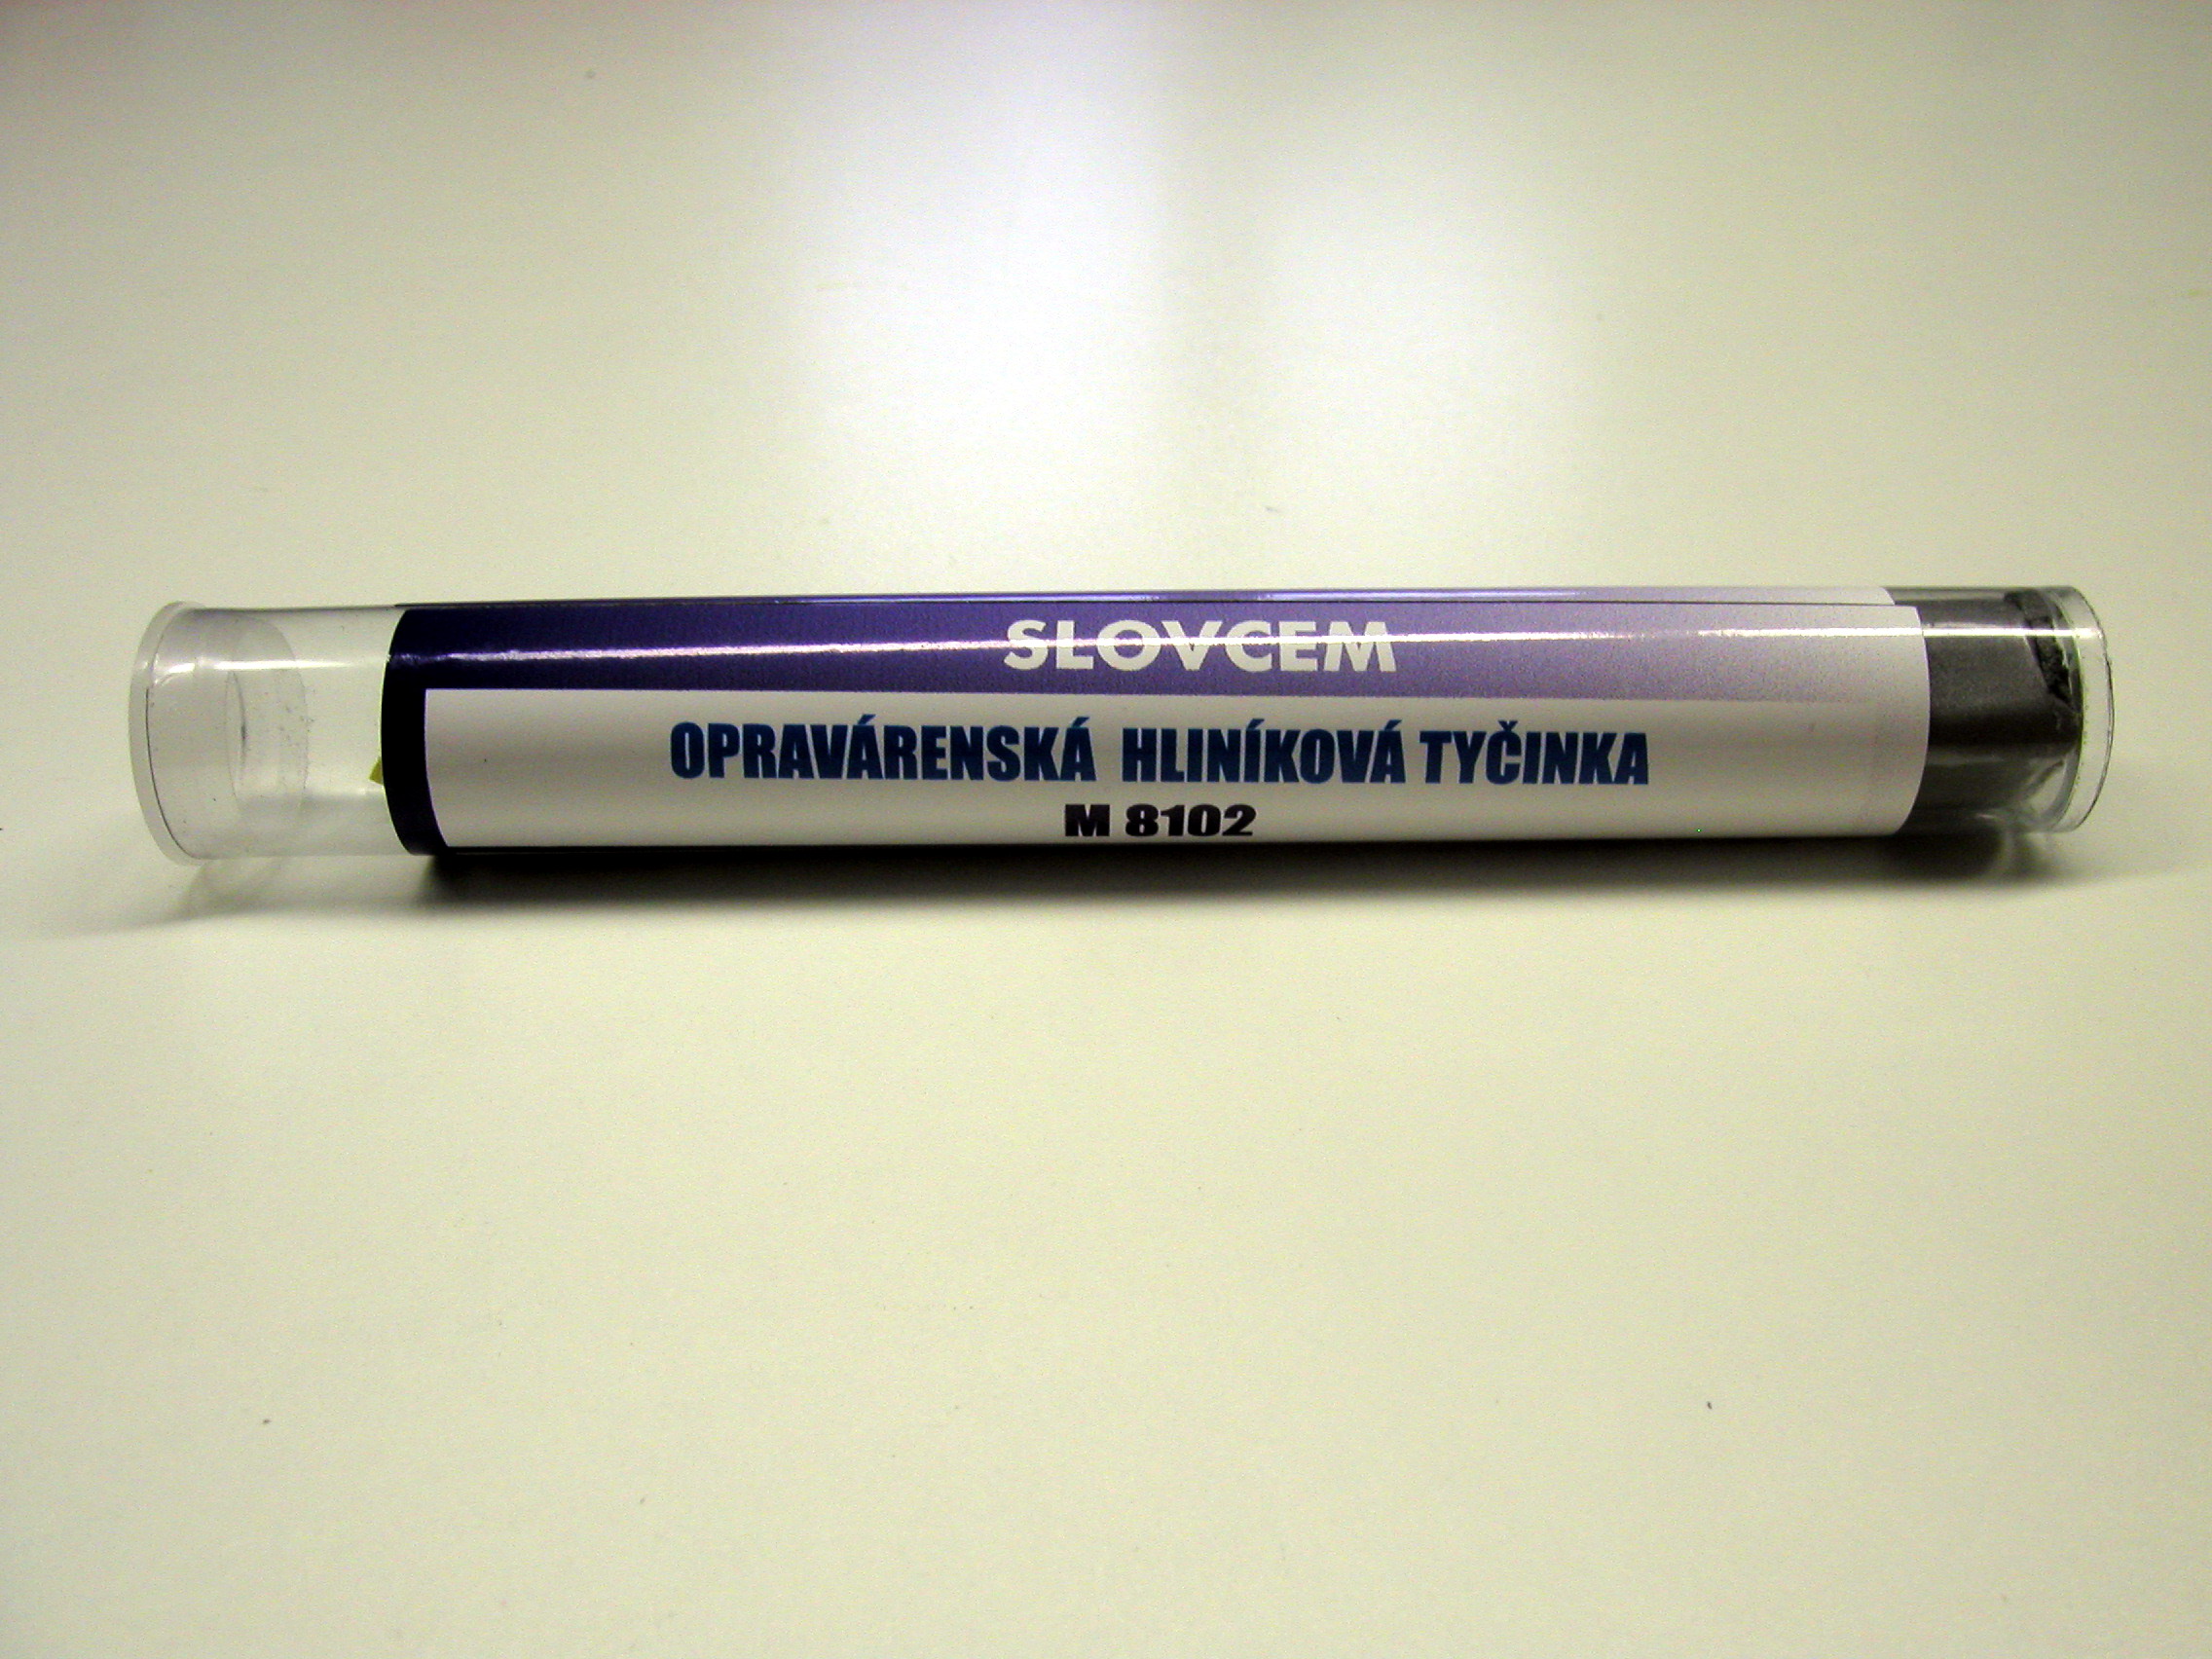 SLOVCEM
OPRAVÁRENSKÁ HLINÍKOVÁ TYČINKA
M 8102